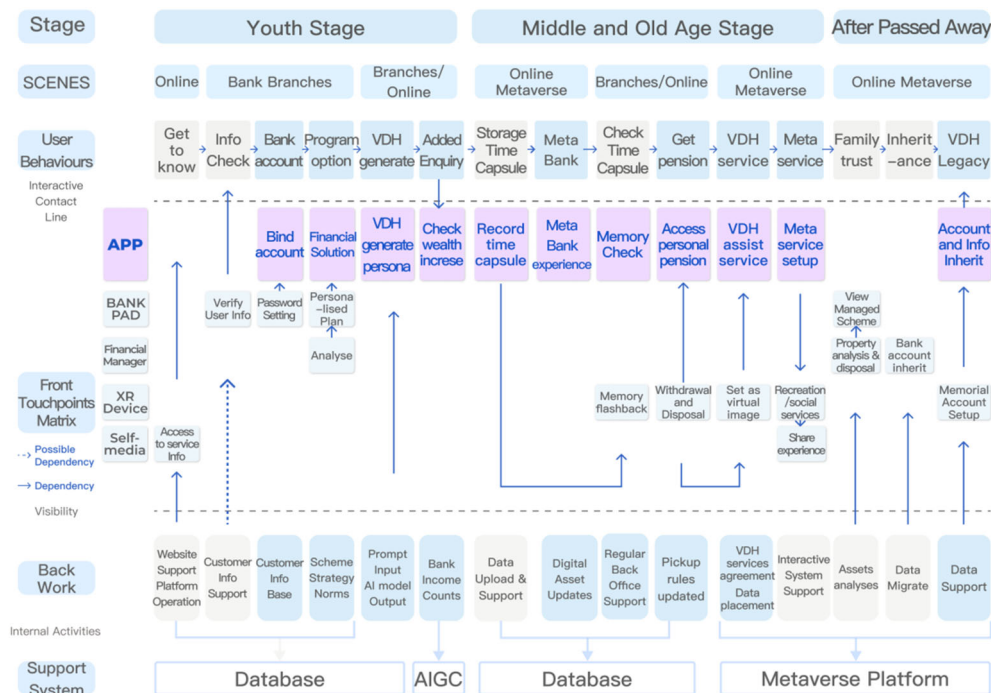 Stage
Youth Stage
Middle and Old Age Stage
After Passed Away
SCENES
Online
Bank Branches
Branches/
Online
Online
Metaverse
Branches/Online
Online
Metaverse
Online Metaverse
User
Behaviours
Get
to
know
Info
Check
Bank
account
Program
option
VDH
generate
Added
Enquiry
Storage
Time
Capsule
Meta
Bank
Check
Time
Capsule
Get
pension
VDH
service
Meta
service
Family
trust
Inherit
-ance
VDH
Legacy
Interactive
Contact
Line
APP
Bind
account
Financial
Solution
VDH
generate
persona
Check
wealth
increse
Record
time
capsule
Meta
Bank
experience
Memory
Check
Access
personal
pension
VDH
assist
service
Meta
service
setup
Account
and Info
Inherit
BANK
PAD
Verify
User Info
Password
Setting
Persona
-lised
Plan
View
Managed
Scheme
Financial
Manager
Analyse
Property
analysis &
disposal
Bank
account
inherit
Front
Touchpoints
Matrix
XR
Device
Memory
flashback
Withdrawal
and
Disposal
Set as
virtual
image
Recreation
/social
services
Memorial
Account
Setup
Self-
media
Access
to service
Info
Share
experience
Possible
Dependency
Dependency
Visibility
Back
Work
Website
Support
Platform
Operation
Customer
Info
Support
Customer
Info
Base
Scheme
Strategy
Norms
Prompt
Input
AI model
Output
Bank
Income
Counts
Data
Upload &
Support
Digital
Asset
Updates
Regular
Back
Office
Support
Pickup
rules
updated
VDH
services
agreement
Data
placement
Interactive
System
Support
Assets
analyses
Data
Migrate
Data
Support
Internal Activities
Support
System
Database
AIGC
Database
Metaverse Platform